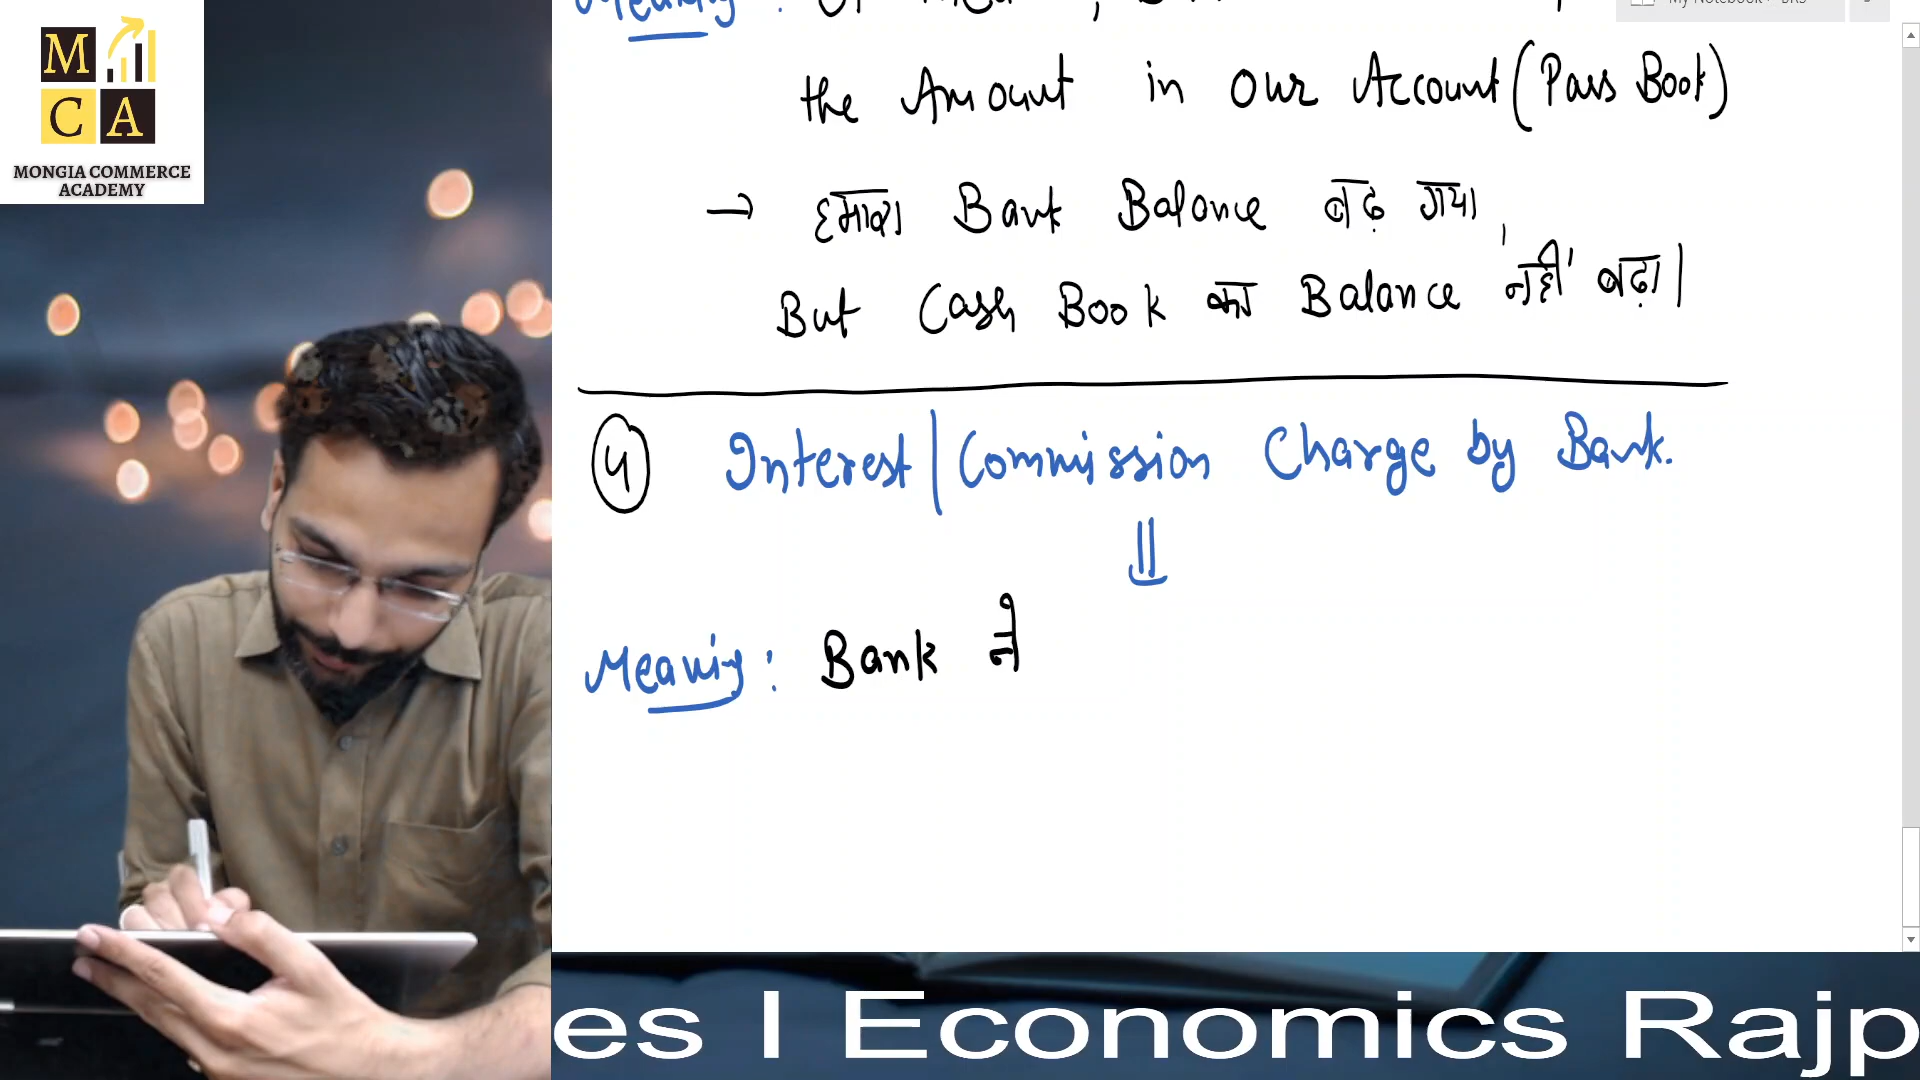 M
C A
MONGIA COMMERCE
ACADEMY
Meaning :
the Amount in our Account (Pass Book)
→ हमारा Bank Balance बढ़ गया,
But Cash Book का Balance 'नहीं' बढ़ा।
4 Interest | Commission Charge by Bank.
Meaning : Bank ने
es I Economics Rajp